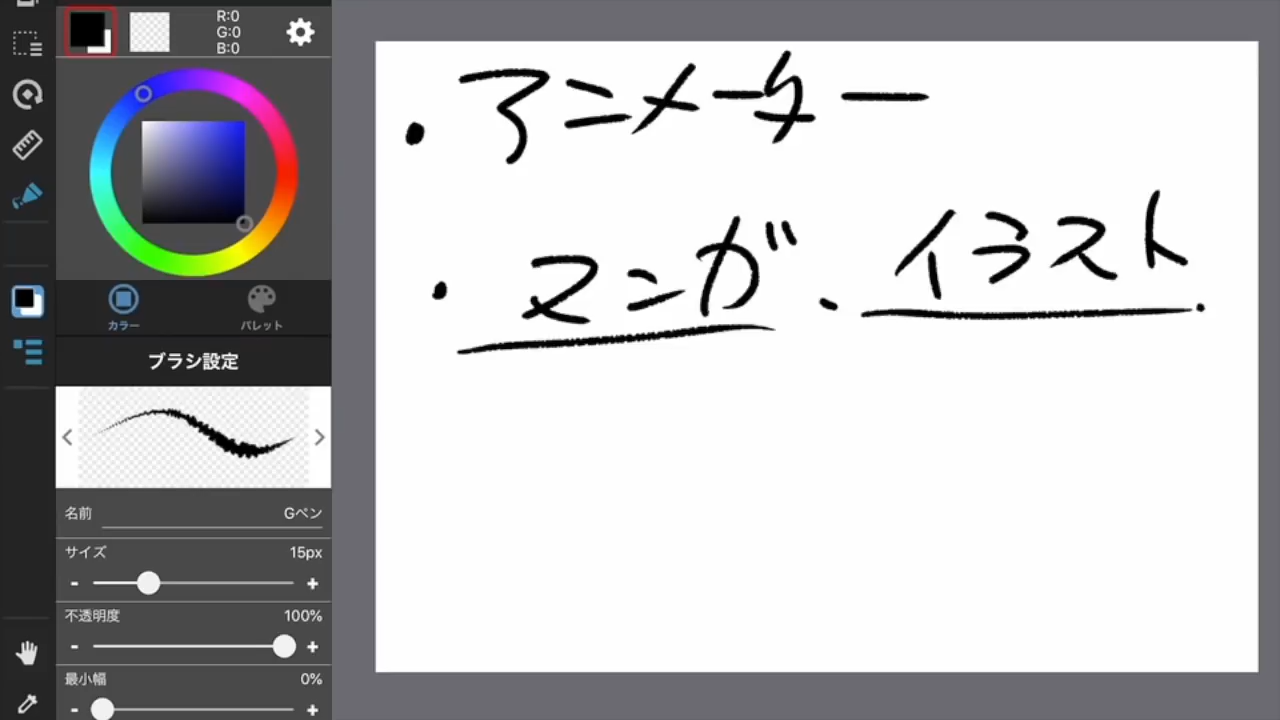 R:0
G:0
B:0
カラー
パレット
ブラシ設定
名前 Gペン
サイズ 15px
- +
不透明度 100%
- +
最小幅 0%
- +
・アニメーター
・マンガ、イラスト.